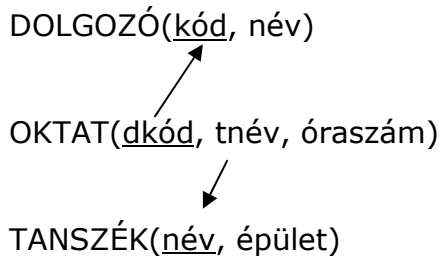 DOLGOZÓ(kód, név)
OKTAT(dkód, tnév, óraszám)
TANSZÉK(név, épület)